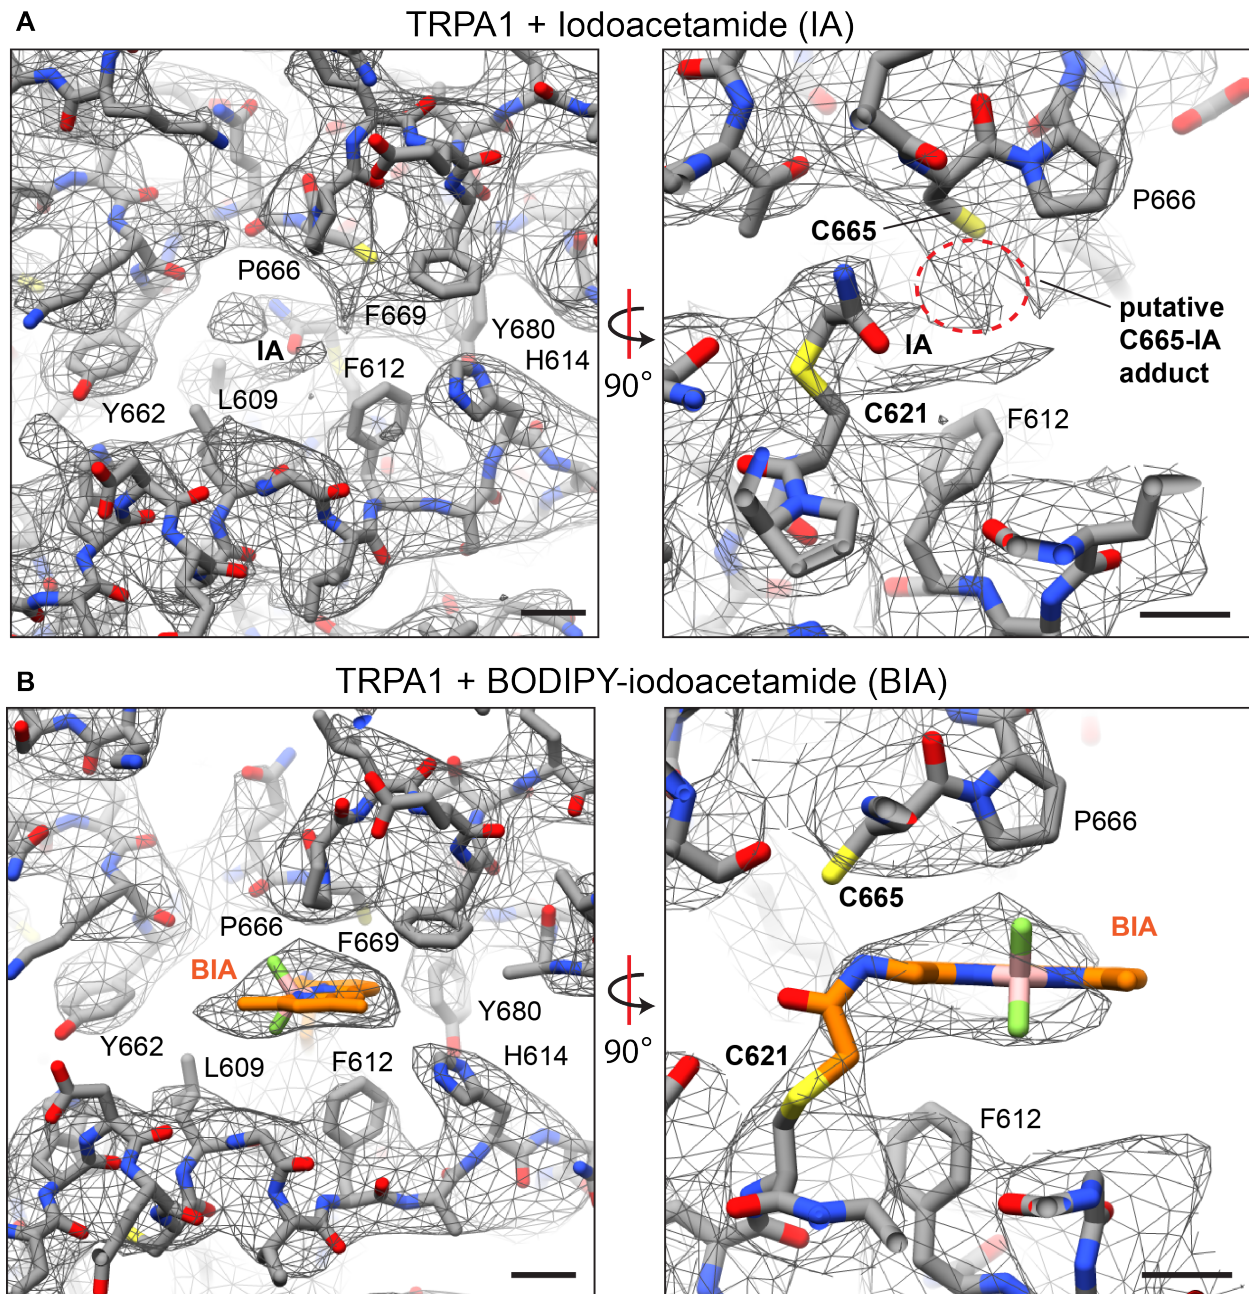 A
TRPA1 + Iodoacetamide (IA)
P666
F669
IA
Y680
H614
F612
L609
Y662
90°
P666
C665
IA
putative
C665-IA
adduct
C621
F612
B
TRPA1 + BODIPY-iodoacetamide (BIA)
P666
F669
BIA
Y680
Y662
L609
F612
H614
90°
P666
C665
BIA
C621
F612